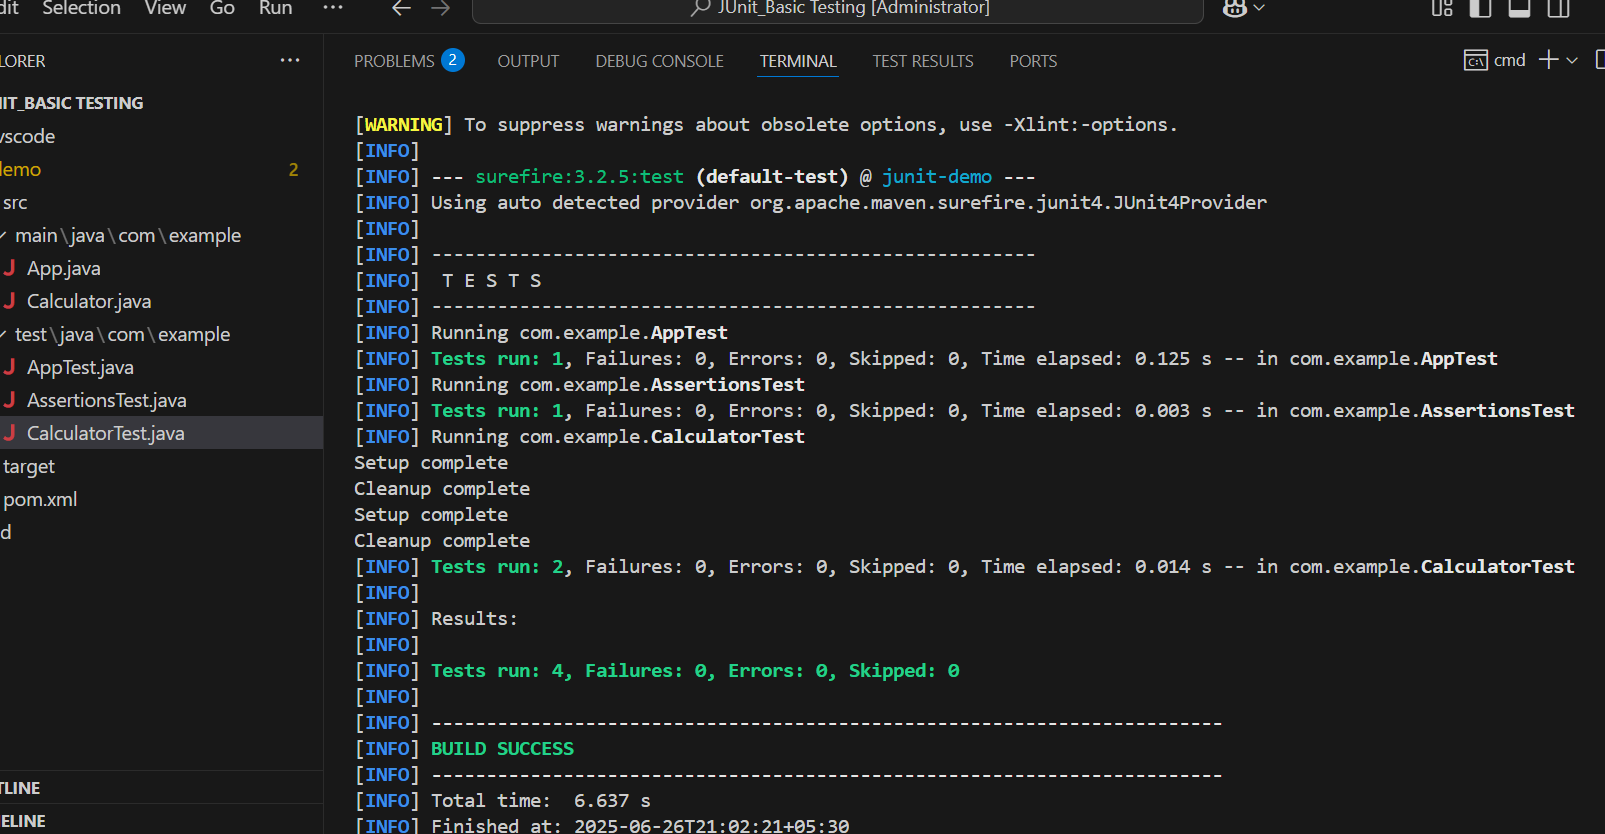 dit Selection View Go Run ··· JUnit_Basic Testing [Administrator]
LORER ···
NIT_BASIC TESTING
vscode
demo 2
src
main\java\com\example
J App.java
J Calculator.java
test\java\com\example
J AppTest.java
J AssertionsTest.java
J CalculatorTest.java
target
pom.xml
d
TLINE
ELINE
PROBLEMS 2 OUTPUT DEBUG CONSOLE TERMINAL TEST RESULTS PORTS cmd
[WARNING] To suppress warnings about obsolete options, use -Xlint:-options.
[INFO]
[INFO] --- surefire:3.2.5:test (default-test) @ junit-demo ---
[INFO] Using auto detected provider org.apache.maven.surefire.junit4.JUnit4Provider
[INFO]
[INFO] -------------------------------------------------------
[INFO]  T E S T S
[INFO] -------------------------------------------------------
[INFO] Running com.example.AppTest
[INFO] Tests run: 1, Failures: 0, Errors: 0, Skipped: 0, Time elapsed: 0.125 s -- in com.example.AppTest
[INFO] Running com.example.AssertionsTest
[INFO] Tests run: 1, Failures: 0, Errors: 0, Skipped: 0, Time elapsed: 0.003 s -- in com.example.AssertionsTest
[INFO] Running com.example.CalculatorTest
Setup complete
Cleanup complete
Setup complete
Cleanup complete
[INFO] Tests run: 2, Failures: 0, Errors: 0, Skipped: 0, Time elapsed: 0.014 s -- in com.example.CalculatorTest
[INFO]
[INFO] Results:
[INFO]
[INFO] Tests run: 4, Failures: 0, Errors: 0, Skipped: 0
[INFO]
[INFO] ------------------------------------------------------------------------
[INFO] BUILD SUCCESS
[INFO] ------------------------------------------------------------------------
[INFO] Total time:  6.637 s
[INFO] Finished at: 2025-06-26T21:02:21+05:30